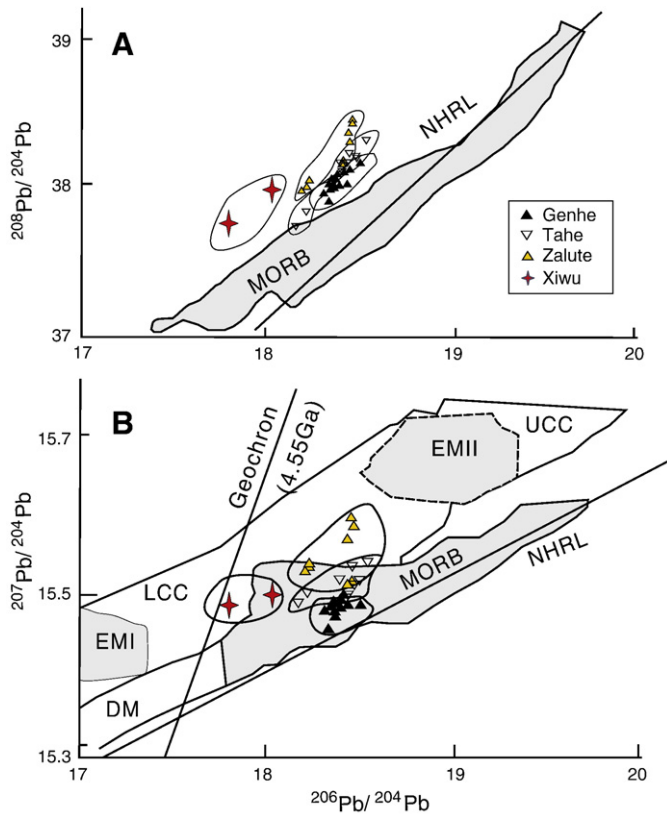 A
39
38
37
208Pb/204Pb
NHRL
MORB
Genhe
Tahe
Zalute
Xiwu
17
18
19
20
B
15.7
15.5
15.3
207Pb/204Pb
Geochron
(4.55Ga)
UCC
EMII
MORB
NHRL
LCC
EMI
DM
17
18
19
20
206Pb/204Pb